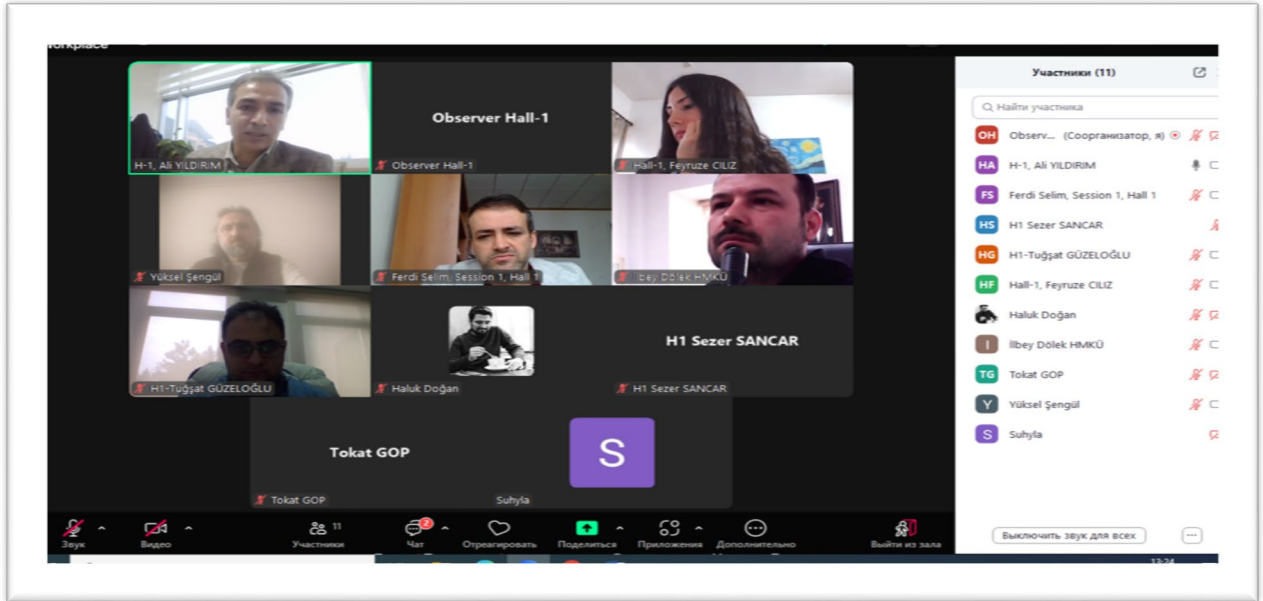 Workplace
Участники (11)
Найти участника
Observer Hall-1
H-1, Ali YILDIRIM
Observer Hall-1
Hall-1, Feyruze CILIZ
OH Observ... (Соорганизатор, я)
HA H-1, Ali YILDIRIM
FS Ferdi Selim, Session 1, Hall 1
HS H1 Sezer SANCAR
HG H1-Tuğşat GÜZELOĞLU
HF Hall-1, Feyruze CILIZ
Haluk Doğan
I İlbey Dölek HMKÜ
TG Tokat GOP
Y Yüksel Şengül
S Suhyla
Yüksel Şengül
Ferdi Selim, Session 1, Hall 1
İlbey Dölek HMKÜ
H1 Sezer SANCAR
H1-Tuğşat GÜZELOĞLU
Haluk Doğan
H1 Sezer SANCAR
Tokat GOP
S
Tokat GOP
Suhyla
11
2
Звук
Видео
Участники
Чат
Отреагировать
Поделиться
Приложения
Дополнительно
Выйти из зала
Выключить звук для всех
13:24